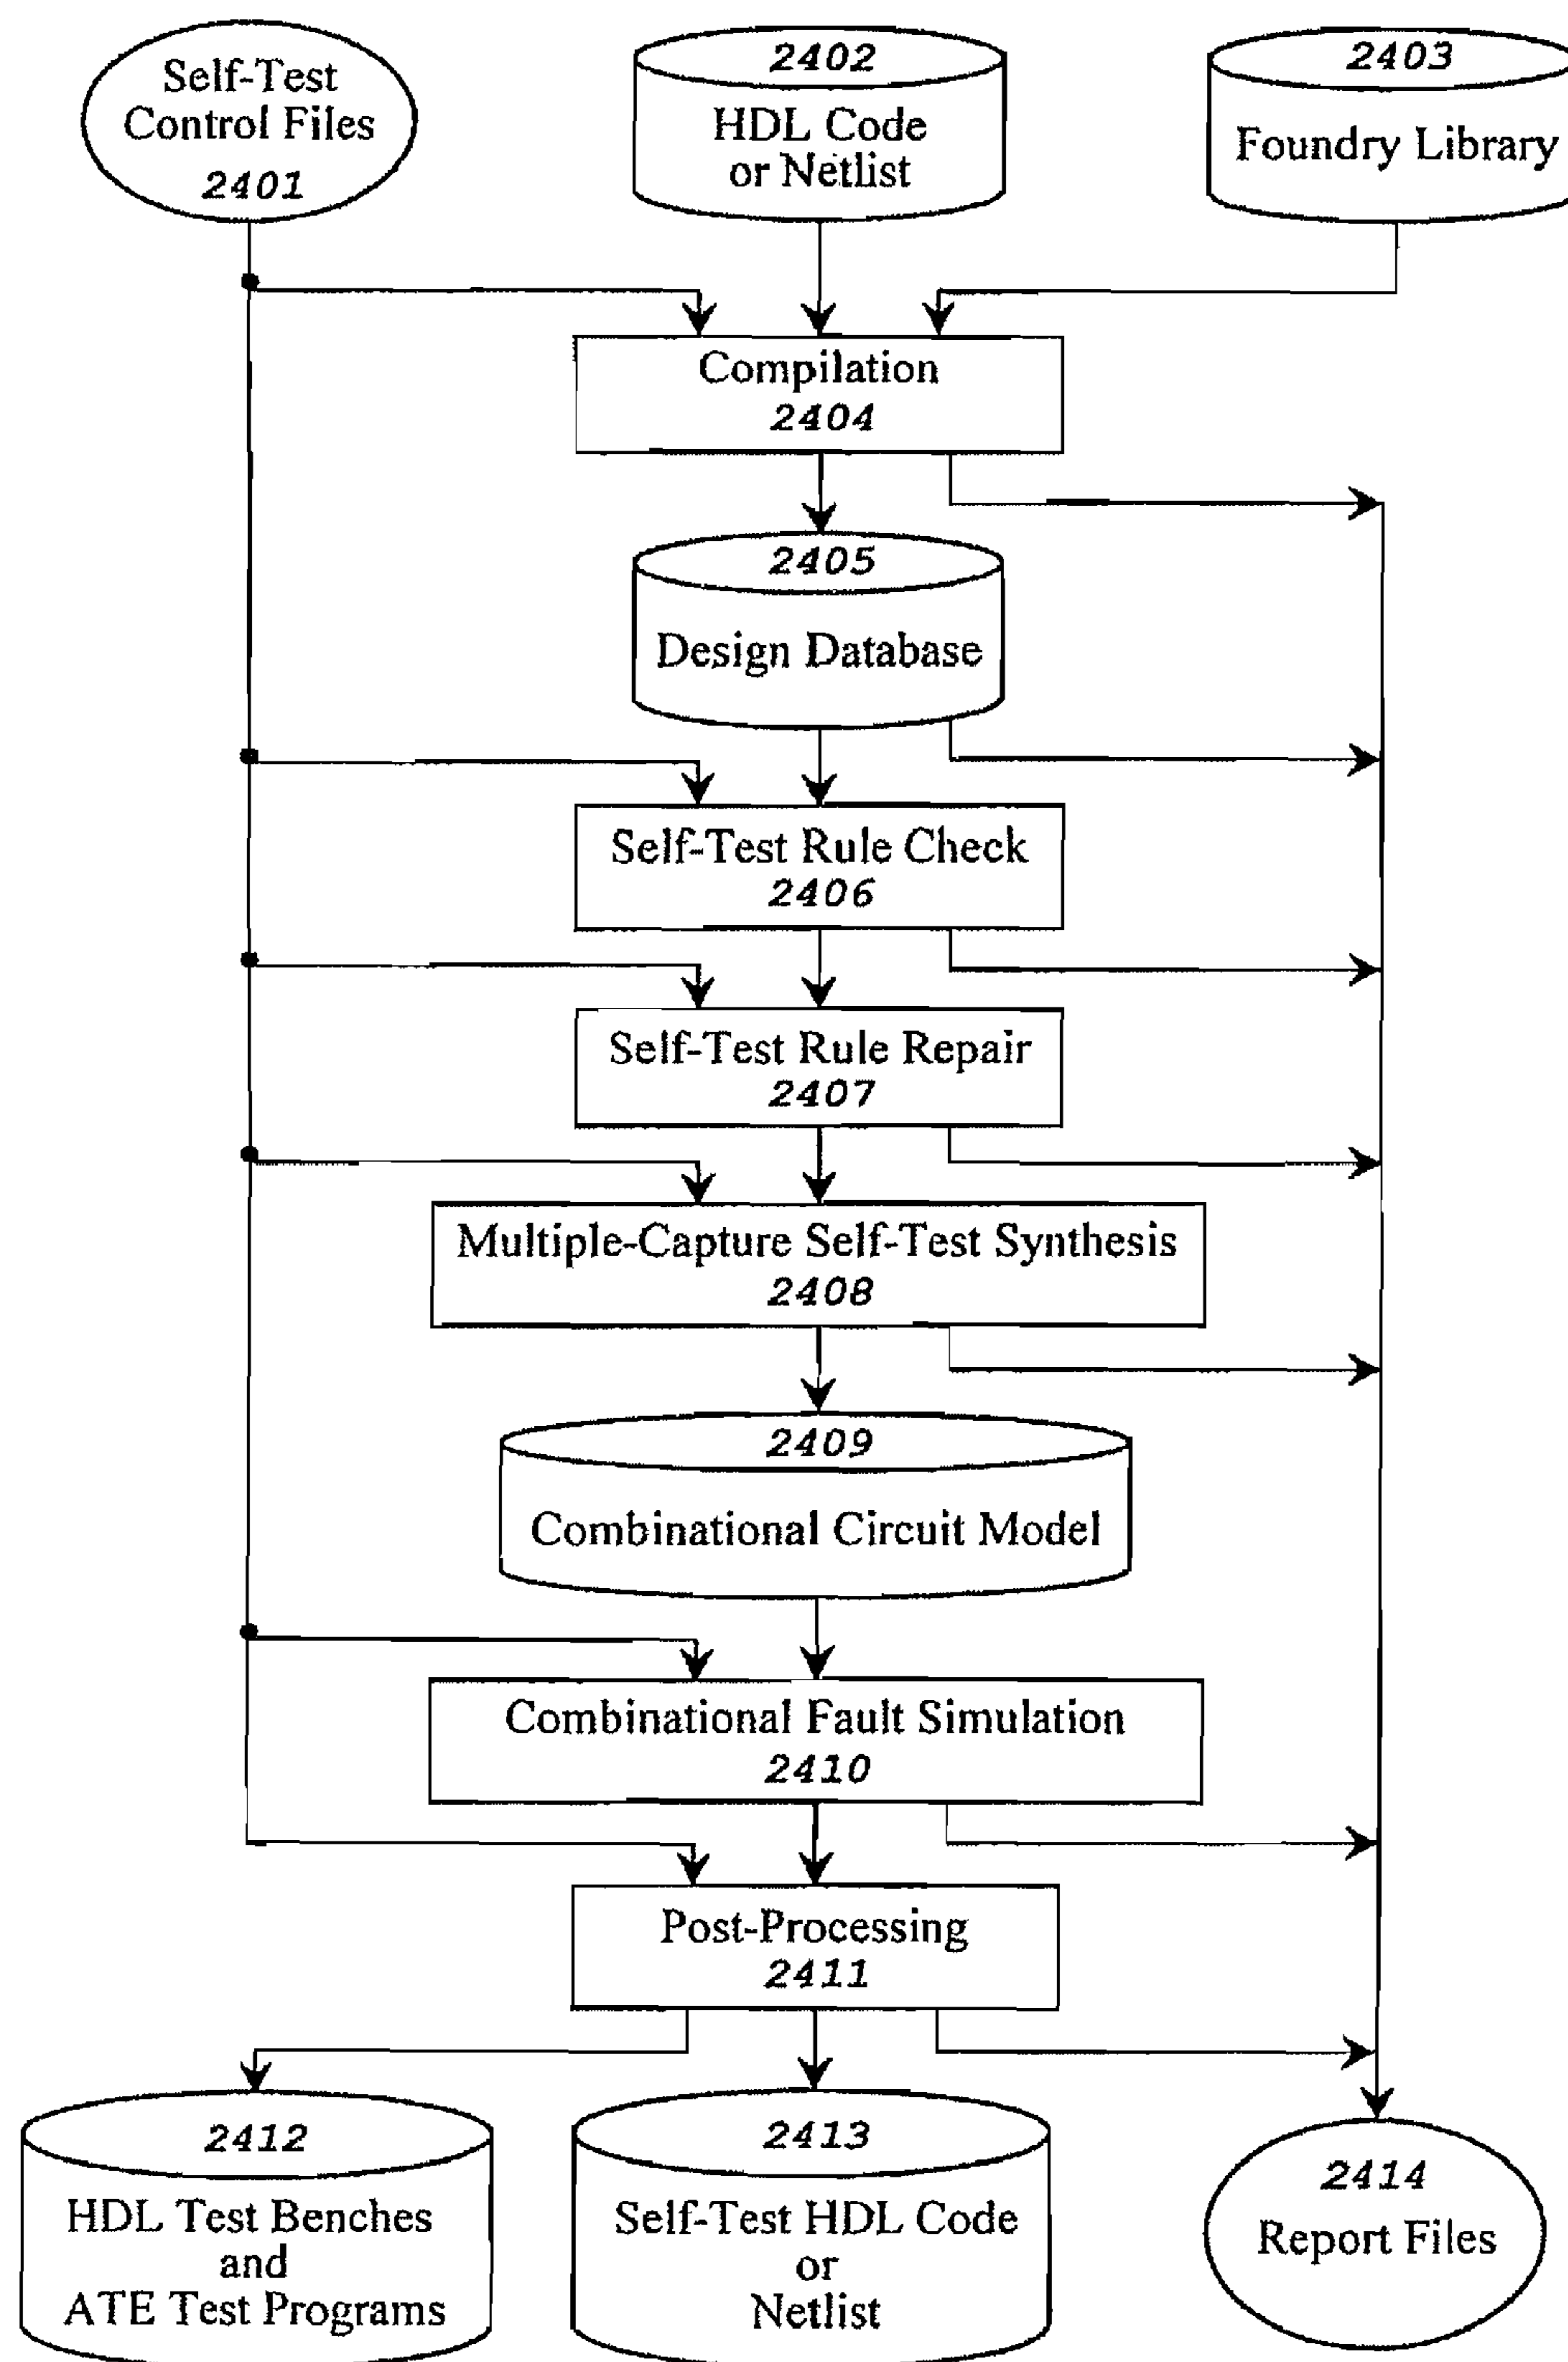 Self-Test
Control Files
2401
2402
HDL Code
or Netlist
2403
Foundry Library
Compilation
2404
2405
Design Database
Self-Test Rule Check
2406
Self-Test Rule Repair
2407
Multiple-Capture Self-Test Synthesis
2408
2409
Combinational Circuit Model
Combinational Fault Simulation
2410
Post-Processing
2411
2412
HDL Test Benches
and
ATE Test Programs
2413
Self-Test HDL Code
or
Netlist
2414
Report Files